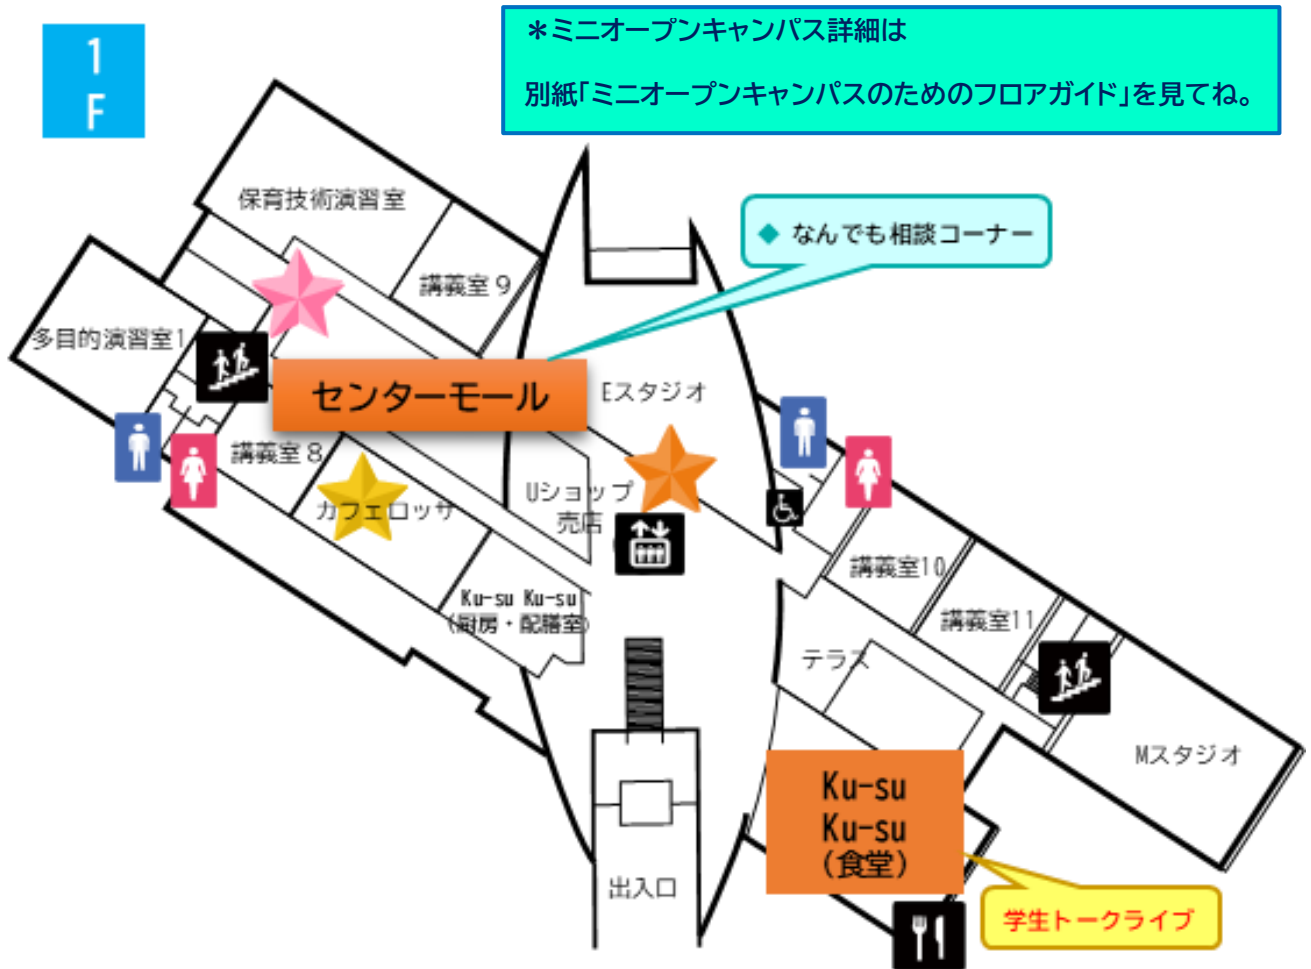 1
F
＊ミニオープンキャンパス詳細は
別紙「ミニオープンキャンパスのためのフロアガイド」を見てね。
保育技術演習室
◆ なんでも相談コーナー
講義室９
多目的演習室1
センターモール
Eスタジオ
講義室８
カフェロッサ
Uショップ
売店
講義室10
Ku-su Ku-su
(厨房・配膳室)
講義室11
テラス
Mスタジオ
Ku-su
Ku-su
(食堂)
出入口
学生トークライブ